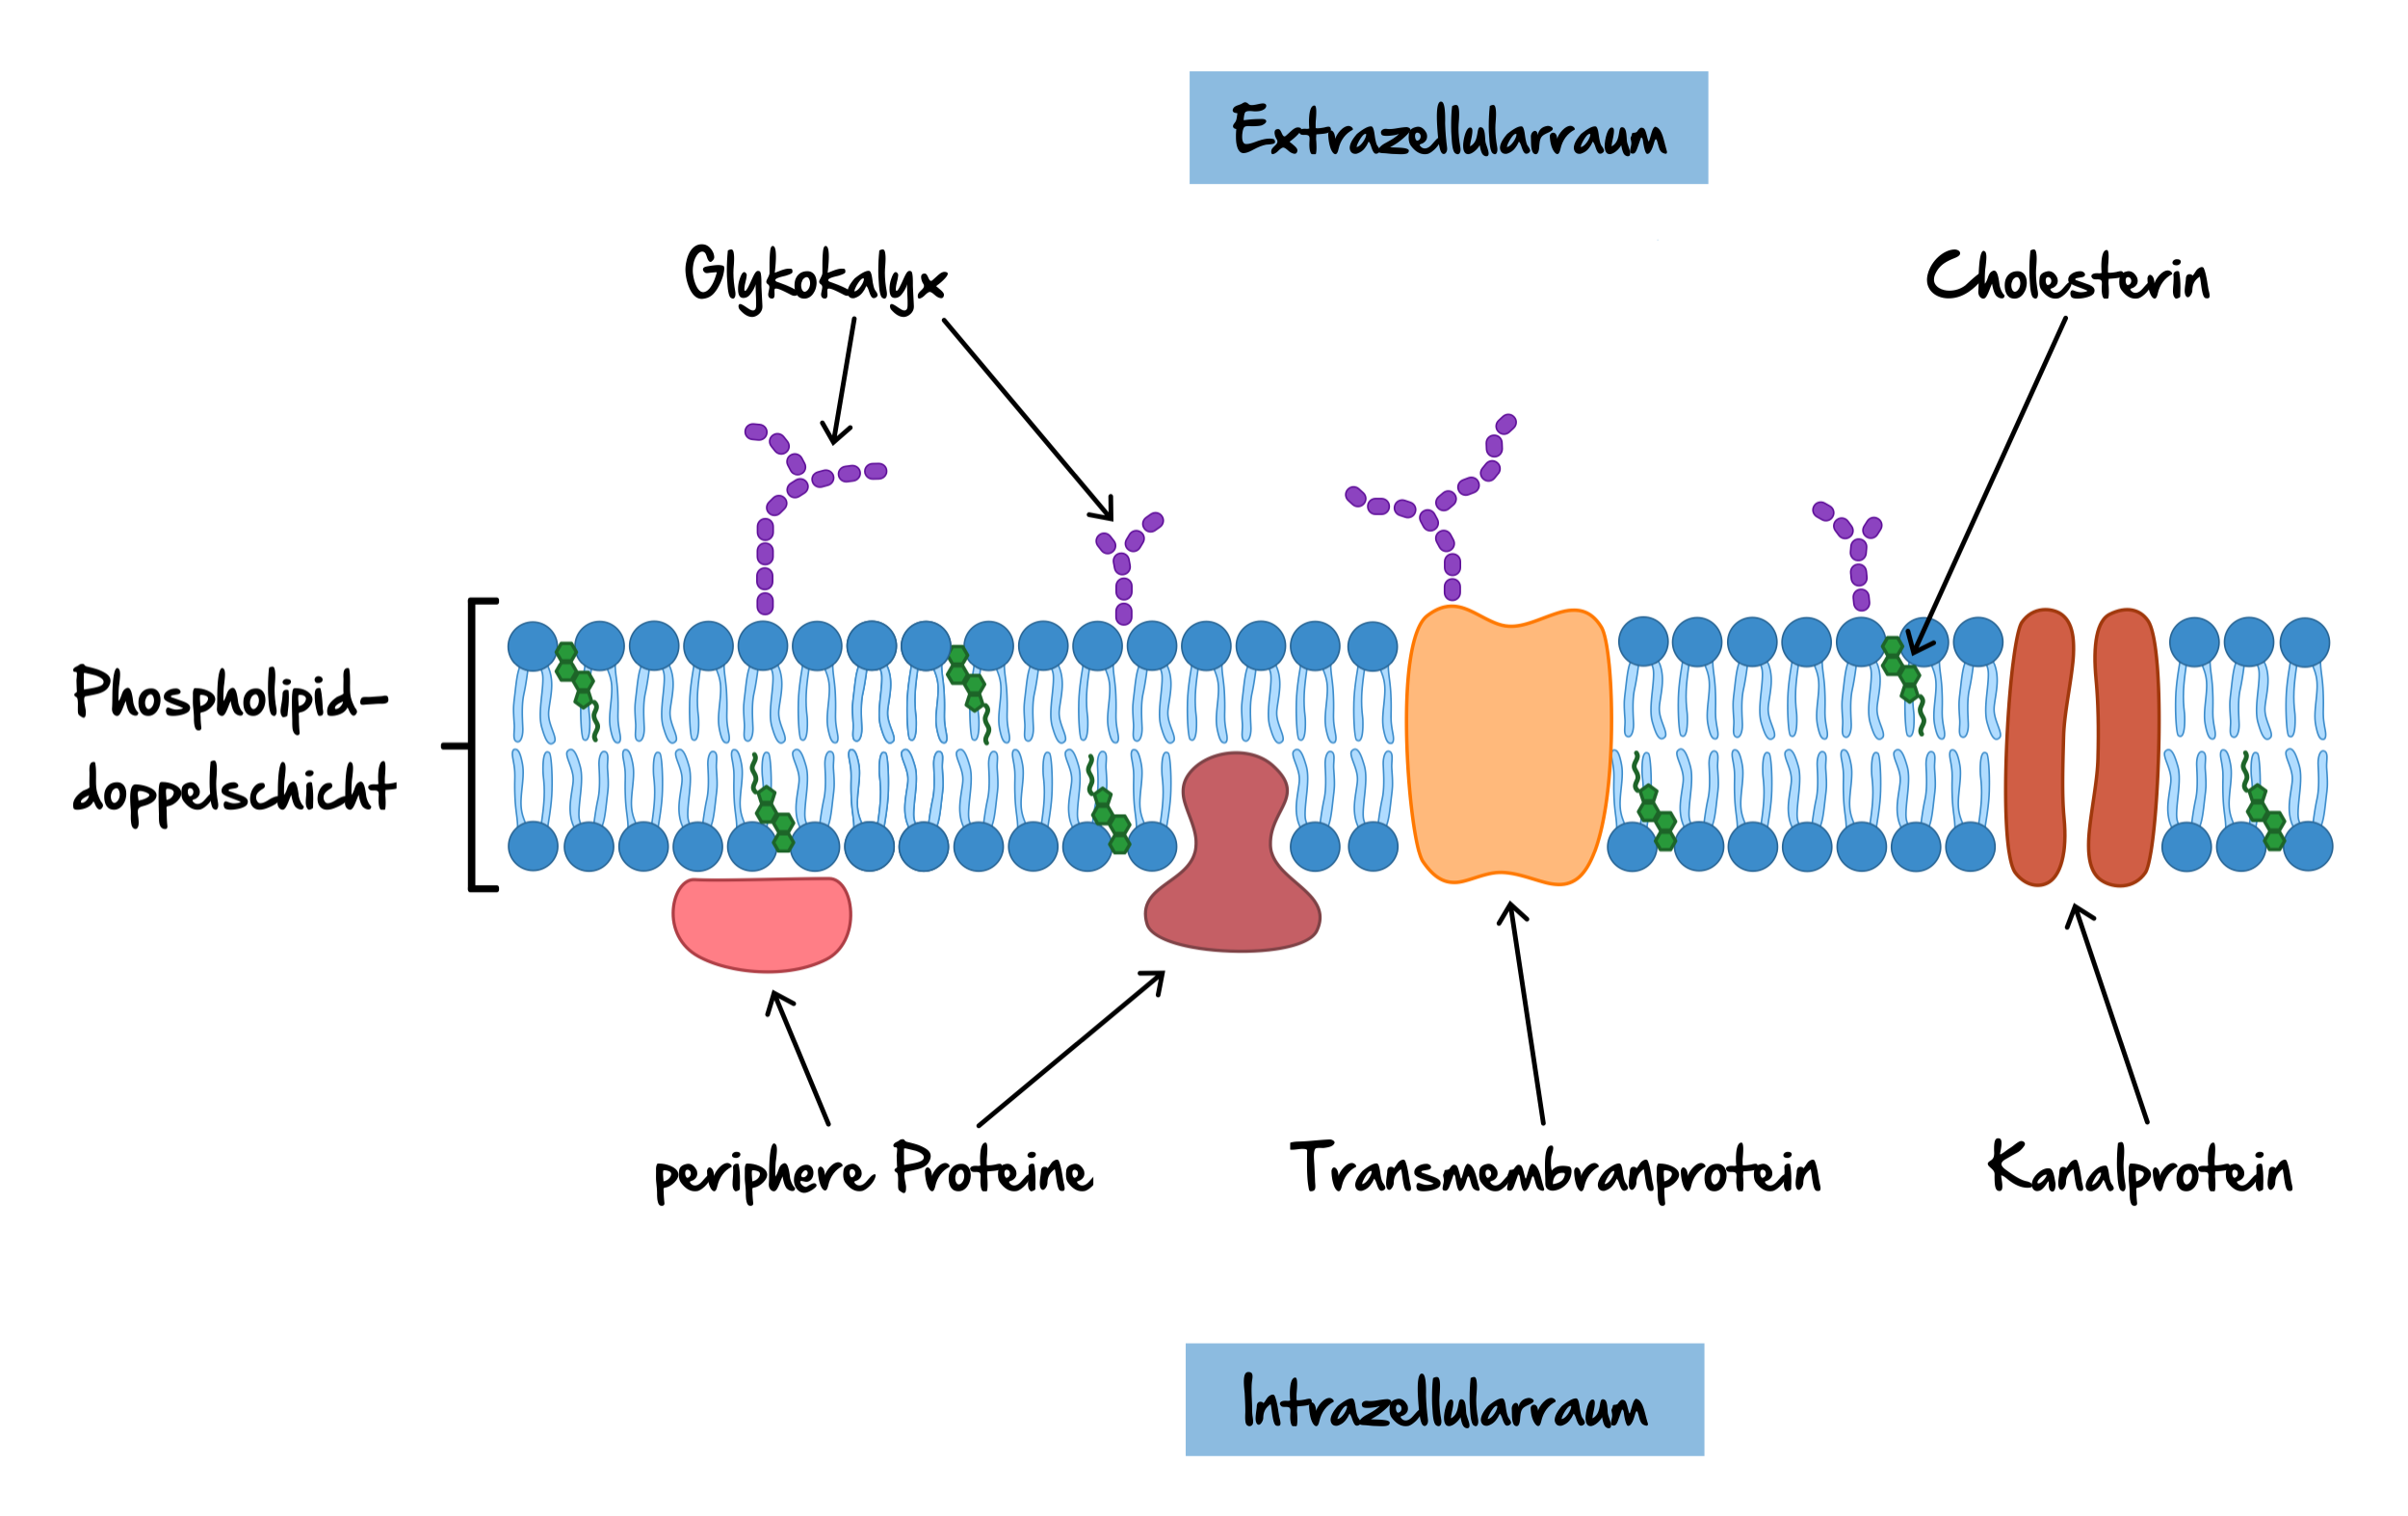 Extrazellularraum
Glykokalyx
Cholesterin
Phospholipid-
doppelschicht
periphere Proteine
Transmembranprotein
Kanalprotein
Intrazellularraum